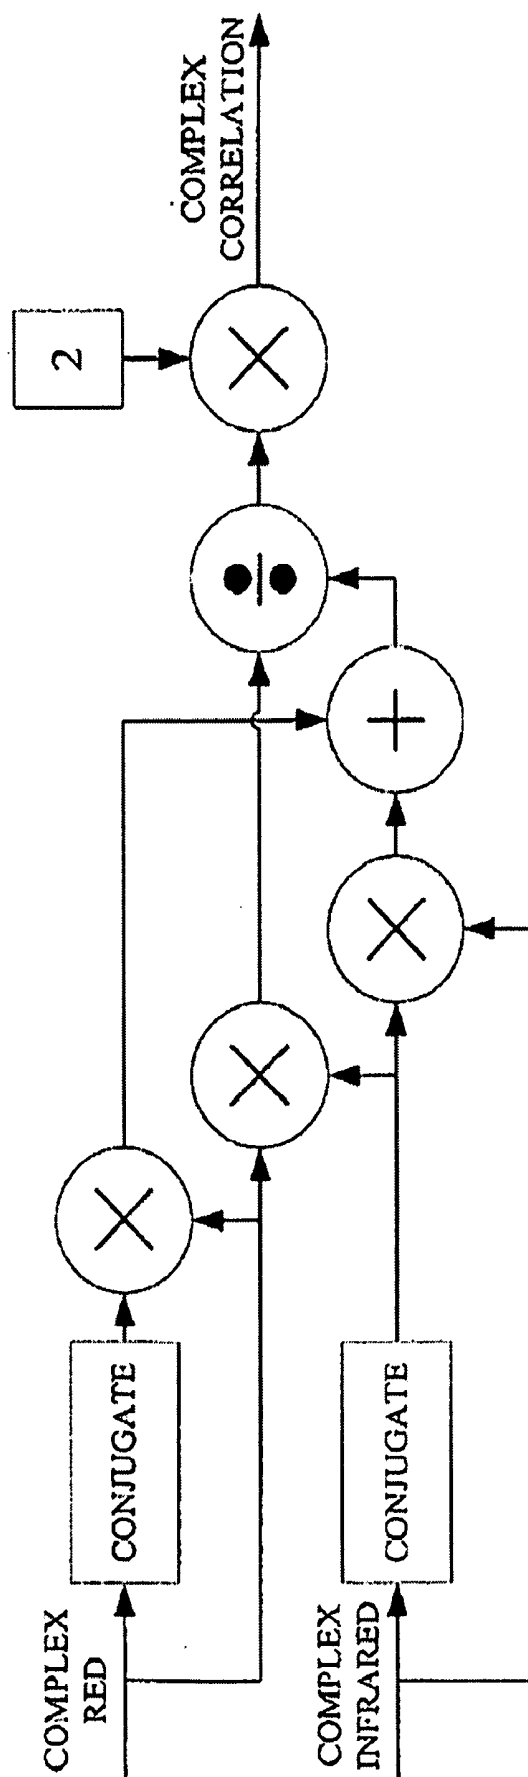 COMPLEX
RED
CONJUGATE
COMPLEX
INFRARED
CONJUGATE
2
COMPLEX
CORRELATION